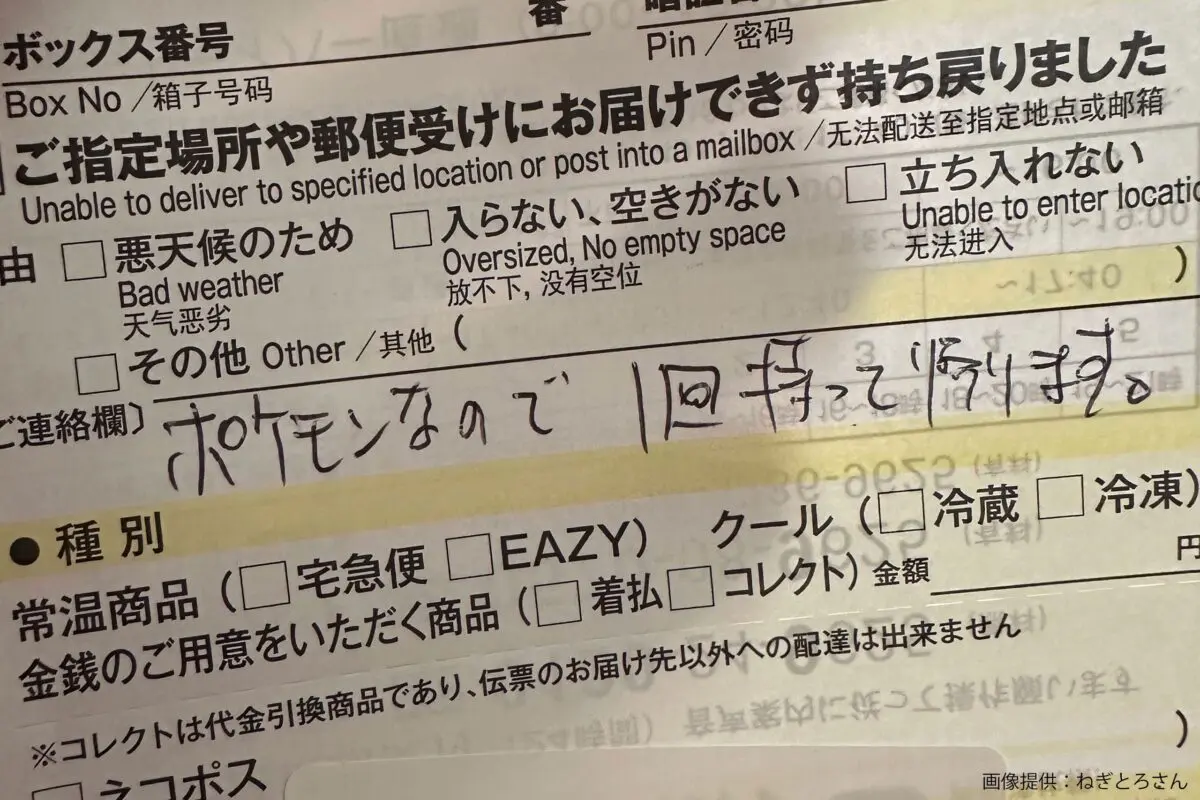 ボックス番号 番
Box No /箱子号码 Pin / 密码
ご指定場所や郵便受けにお届けできず持ち戻りました
Unable to deliver to specified location or post into a mailbox / 无法配送至指定地点或邮箱
由 □ 悪天候のため □ 入らない、空きがない □ 立ち入れない
Bad weather Oversized, No empty space Unable to enter locatio
天气恶劣 放不下, 没有空位 无法进入
□ その他 Other / 其他 ( )
ご連絡欄〕 ポケモンなので 1回持って帰ります。
● 種別
常温商品 (□ 宅急便 □ EAZY) クール (□ 冷蔵 □ 冷凍)
金銭のご用意をいただく商品 (□ 着払 □ コレクト) 金額 円
※コレクトは代金引換商品であり、伝票のお届け先以外への配達は出来ません
□ ネコポス )
画像提供：ねぎとろさん